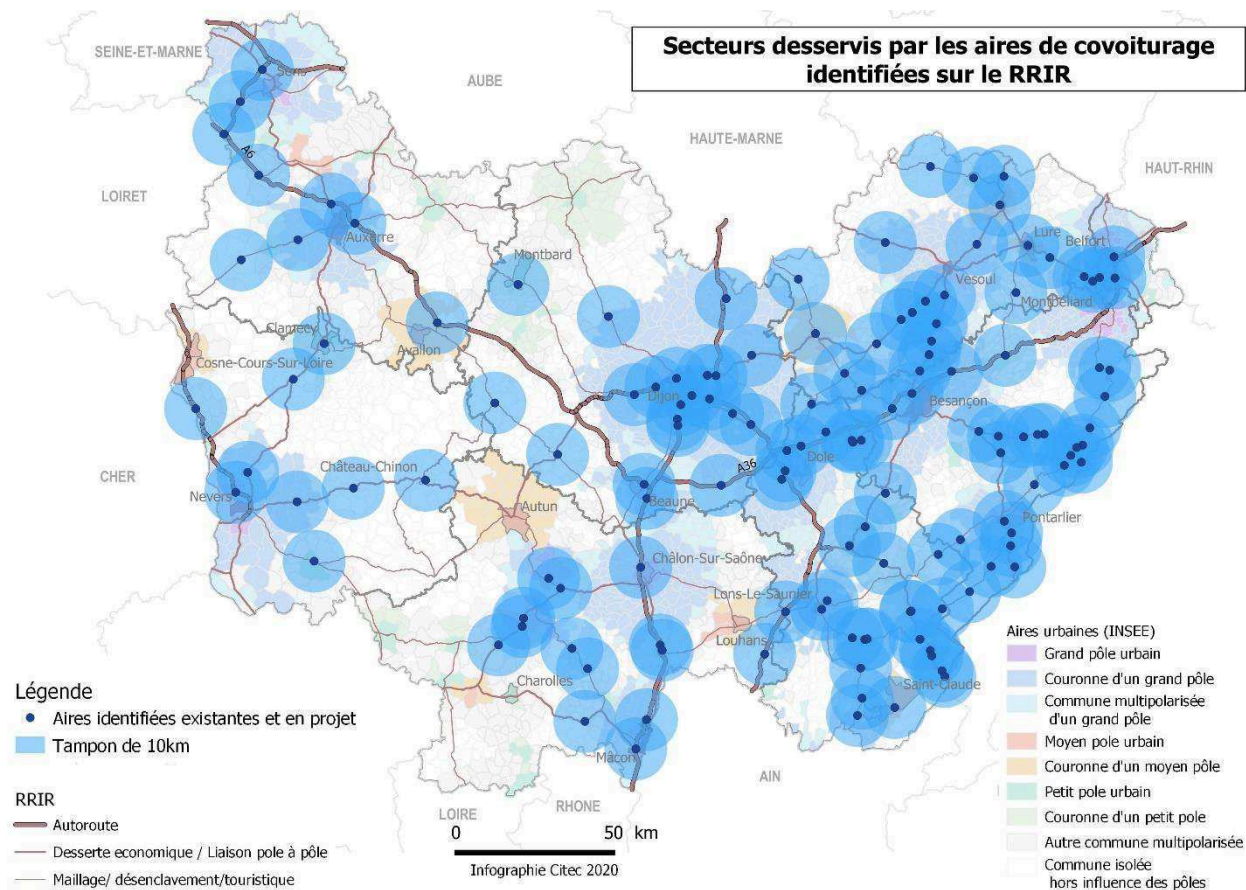 Secteurs desservis par les aires de covoiturage
identifiées sur le RRIR
SEINE-ET-MARNE
AUBE
HAUTE-MARNE
HAUT-RHIN
LOIRET
CHER
LOIRE
RHONE
AIN
Sens
A6
Auxerre
Montbard
Lure
Belfort
Vesoul
Montbéliard
Clamecy
Avallon
Cosne-Cours-Sur-Loire
Dijon
Besançon
Château-Chinon
Dole
A36
Nevers
Beaune
Autun
Pontarlier
Châlon-Sur-Saône
Lons-Le-Saunier
Louhans
Charolles
Saint-Claude
Mâcon
Légende
Aires identifiées existantes et en projet
Tampon de 10km
RRIR
Autoroute
Desserte economique / Liaison pole à pôle
Maillage/ désenclavement/touristique
0 50 km
Infographie Citec 2020
Aires urbaines (INSEE)
Grand pôle urbain
Couronne d'un grand pôle
Commune multipolarisée
d'un grand pôle
Moyen pole urbain
Couronne d'un moyen pôle
Petit pole urbain
Couronne d'un petit pole
Autre commune multipolarisée
Commune isolée
hors influence des pôles